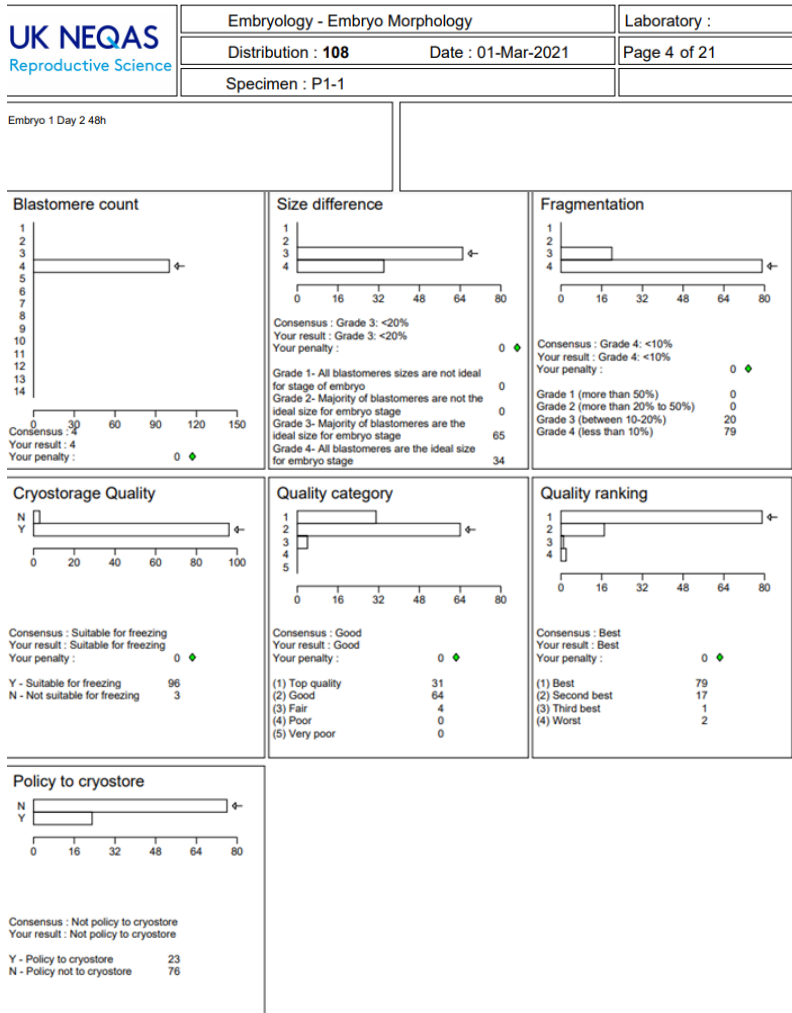 UK NEQAS
Reproductive Science
Embryology - Embryo Morphology
Laboratory :
Distribution : 108 Date : 01-Mar-2021
Page 4 of 21
Specimen : P1-1
Embryo 1 Day 2 48h
Blastomere count
1
2
3
4
5
6
7
8
9
10
11
12
13
14
0 30 60 90 120 150
Consensus : 4
Your result : 4
Your penalty : 0
Size difference
1
2
3
4
0 16 32 48 64 80
Consensus : Grade 3: <20%
Your result : Grade 3: <20%
Your penalty : 0
Grade 1- All blastomeres sizes are not ideal
for stage of embryo 0
Grade 2- Majority of blastomeres are not the
ideal size for embryo stage 0
Grade 3- Majority of blastomeres are the
ideal size for embryo stage 65
Grade 4- All blastomeres are the ideal size
for embryo stage 34
Fragmentation
1
2
3
4
0 16 32 48 64 80
Consensus : Grade 4: <10%
Your result : Grade 4: <10%
Your penalty : 0
Grade 1 (more than 50%) 0
Grade 2 (more than 20% to 50%) 0
Grade 3 (between 10-20%) 20
Grade 4 (less than 10%) 79
Cryostorage Quality
N
Y
0 20 40 60 80 100
Consensus : Suitable for freezing
Your result : Suitable for freezing
Your penalty : 0
Y - Suitable for freezing 96
N - Not suitable for freezing 3
Quality category
1
2
3
4
5
0 16 32 48 64 80
Consensus : Good
Your result : Good
Your penalty : 0
(1) Top quality 31
(2) Good 64
(3) Fair 4
(4) Poor 0
(5) Very poor 0
Quality ranking
1
2
3
4
0 16 32 48 64 80
Consensus : Best
Your result : Best
Your penalty : 0
(1) Best 79
(2) Second best 17
(3) Third best 1
(4) Worst 2
Policy to cryostore
N
Y
0 16 32 48 64 80
Consensus : Not policy to cryostore
Your result : Not policy to cryostore
Y - Policy to cryostore 23
N - Policy not to cryostore 76